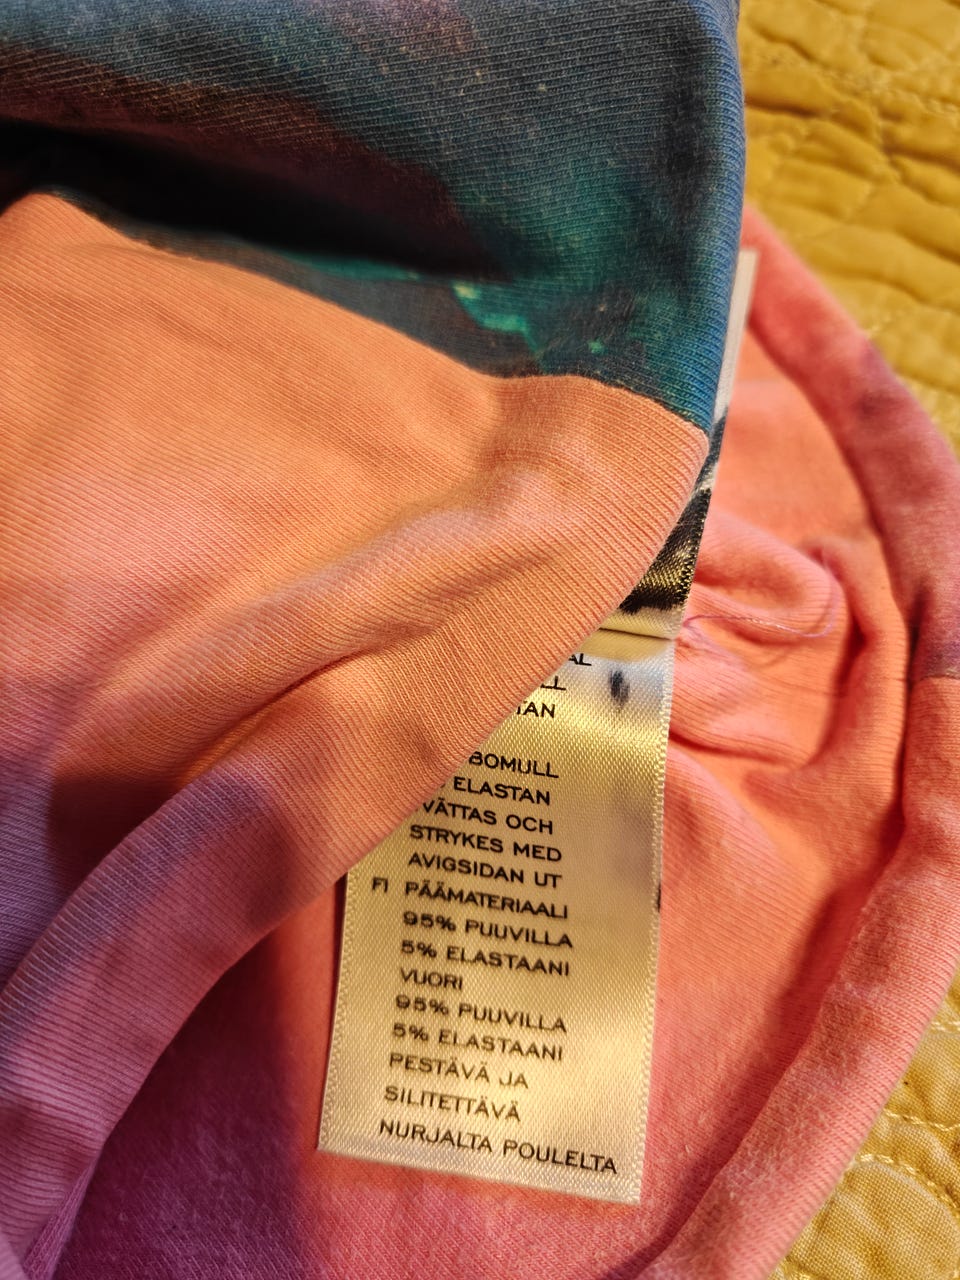 BOMULL
ELASTAN
TVÄTTAS OCH
STRYKES MED
AVIGSIDAN UT
FI PÄÄMATERIAALI
95% PUUVILLA
5% ELASTAANI
VUORI
95% PUUVILLA
5% ELASTAANI
PESTÄVÄ JA
SILITETTÄVÄ
NURJALTA POULELTA